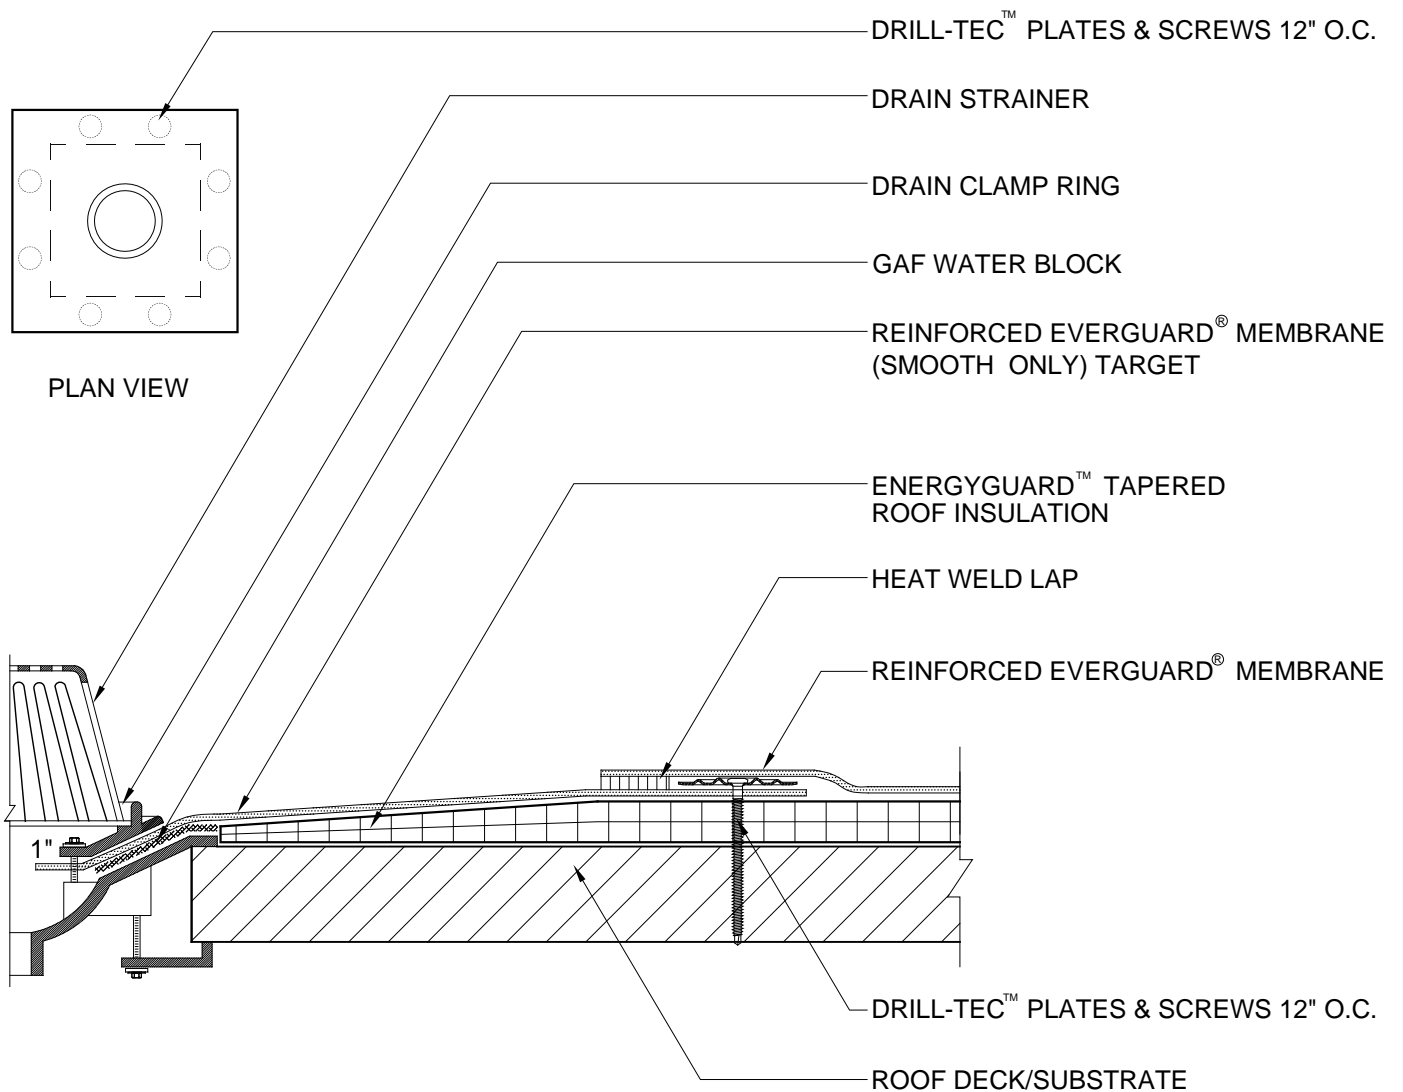 DRILL-TEC™ PLATES & SCREWS 12" O.C.
DRAIN STRAINER
DRAIN CLAMP RING
GAF WATER BLOCK
REINFORCED EVERGUARD® MEMBRANE
(SMOOTH ONLY) TARGET
PLAN VIEW
ENERGYGUARD™ TAPERED
ROOF INSULATION
HEAT WELD LAP
REINFORCED EVERGUARD® MEMBRANE
1"
DRILL-TEC™ PLATES & SCREWS 12" O.C.
ROOF DECK/SUBSTRATE